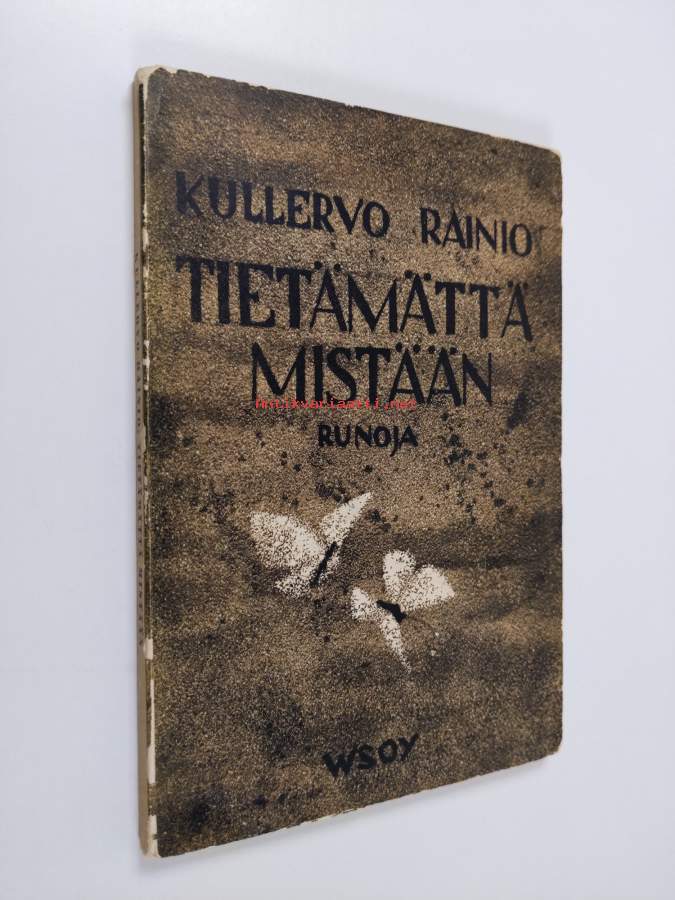 KULLERVO RAINIO
TIETÄMÄTTÄ
MISTÄÄN
antikvariaatti.net
RUNOJA
WSOY